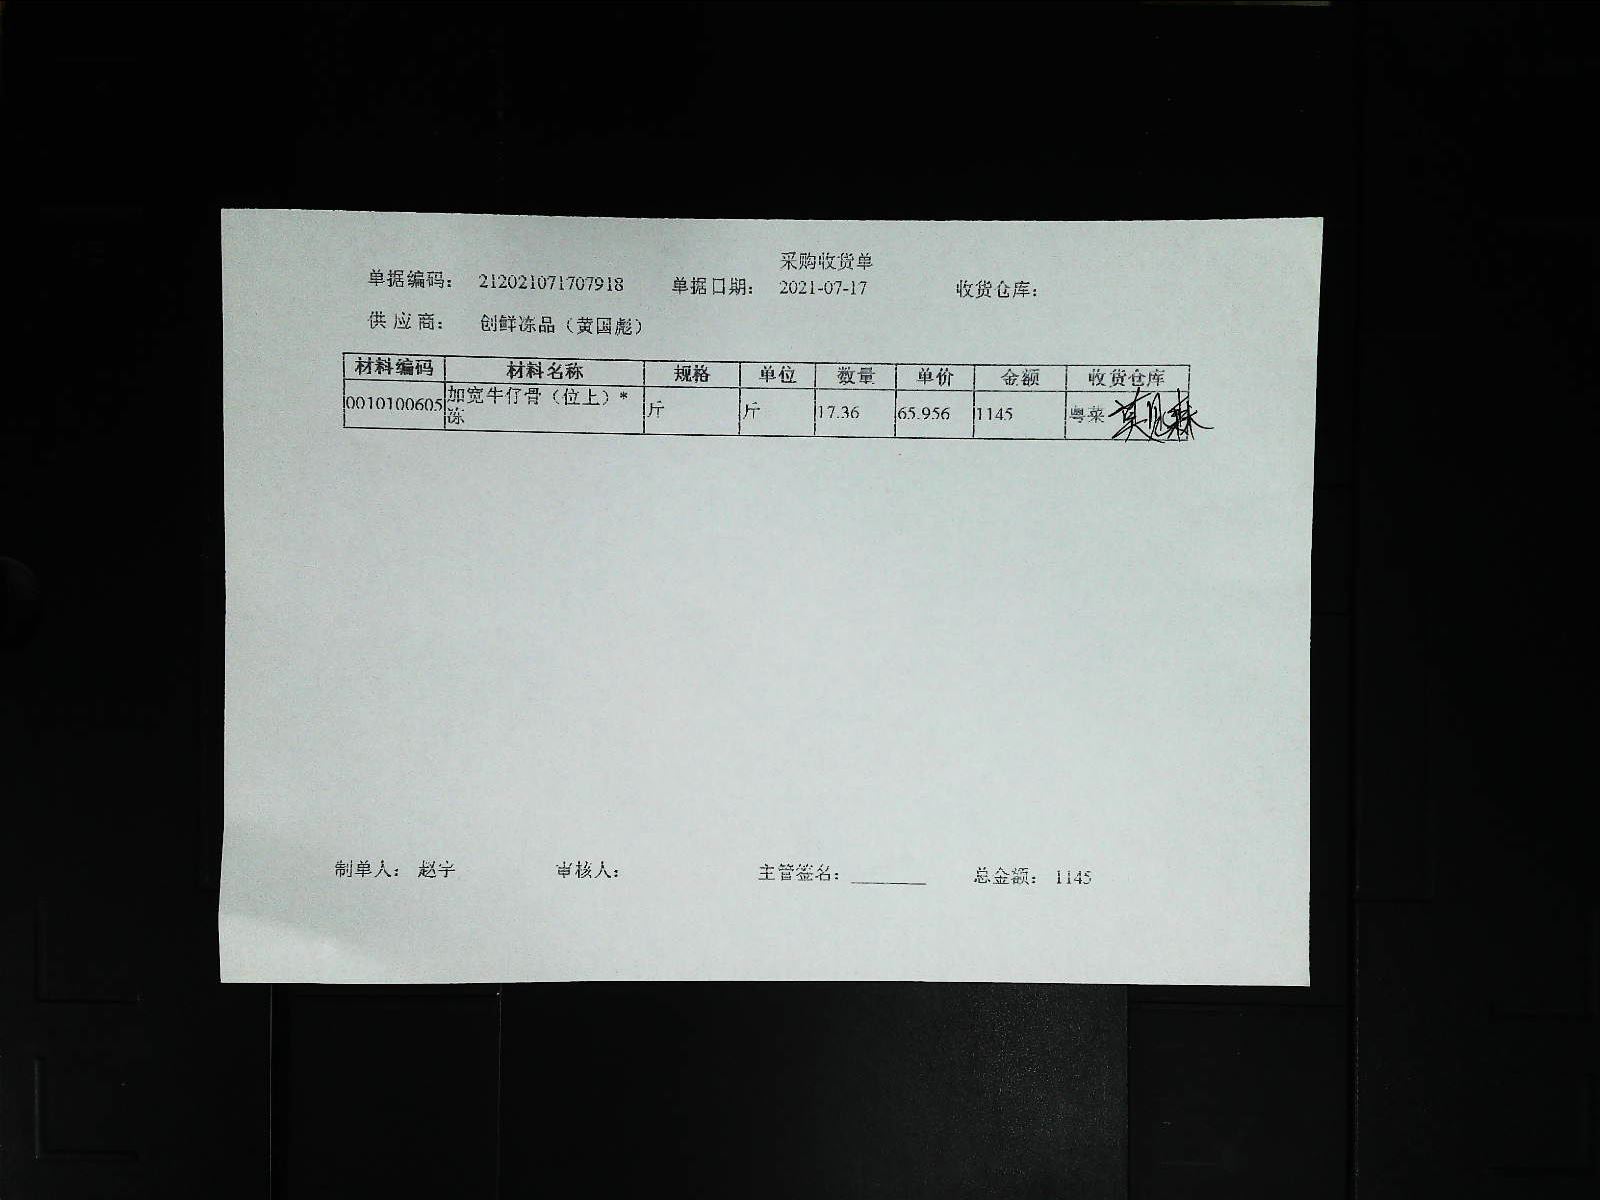 采购收货单
单据编码： 212021071707918 单据日期： 2021-07-17 收货仓库：
供 应 商： 创鲜冻品（黄国彪）
材料编码 材料名称 规格 单位 数量 单价 金额 收货仓库
0010100605 加宽牛仔骨（位上）* 斤 斤 17.36 65.956 1145 粤菜
冻
制单人： 赵宇 审核人： 主管签名：________ 总金额： 1145